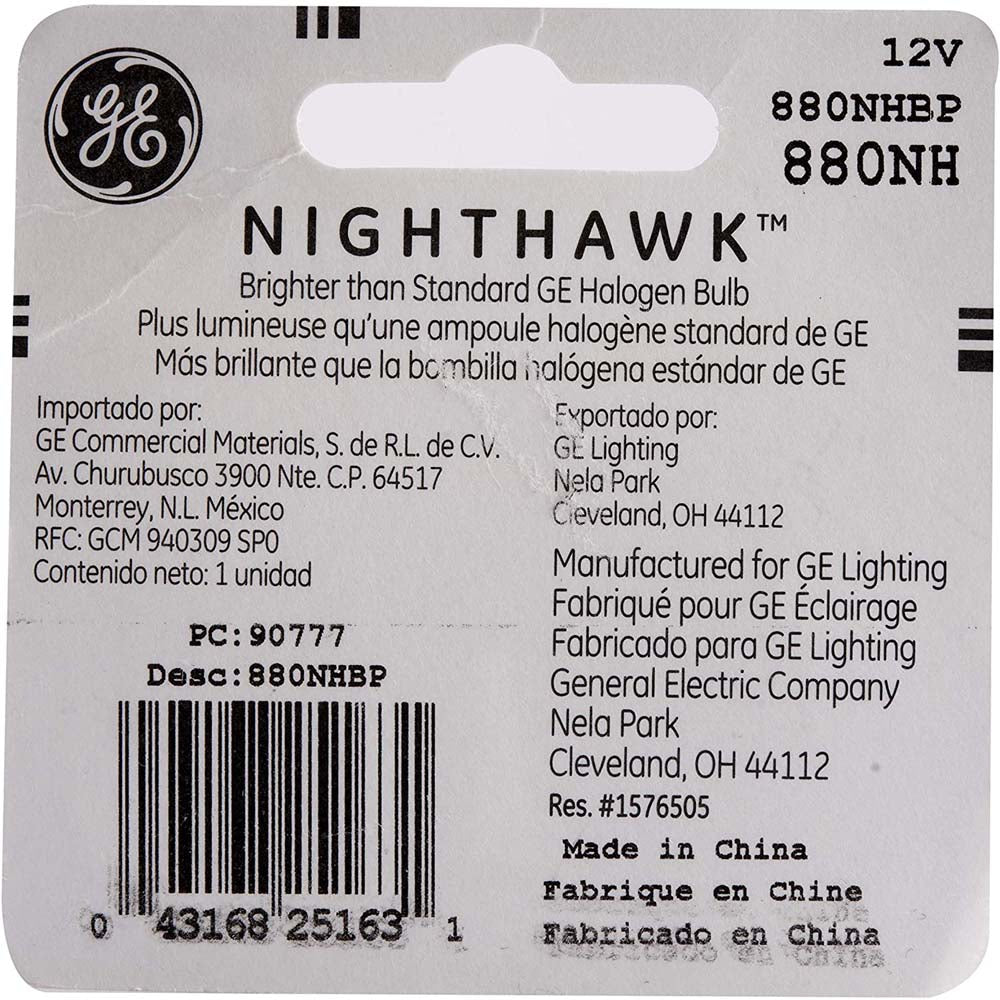 GE
12V
880NHBP
880NH
NIGHTHAWK™
Brighter than Standard GE Halogen Bulb
Plus lumineuse qu'une ampoule halogène standard de GE
Más brillante que la bombilla halógena estándar de GE
Importado por:
GE Commercial Materials, S. de R.L. de C.V.
Av. Churubusco 3900 Nte. C.P. 64517
Monterrey, N.L. México
RFC: GCM 940309 SP0
Contenido neto: 1 unidad
PC:90777
Desc:880NHBP
0 43168 25163 1
Exportado por:
GE Lighting
Nela Park
Cleveland, OH 44112
Manufactured for GE Lighting
Fabriqué pour GE Éclairage
Fabricado para GE Lighting
General Electric Company
Nela Park
Cleveland, OH 44112
Res. #1576505
Made in China
Fabrique en Chine
Fabricado en China